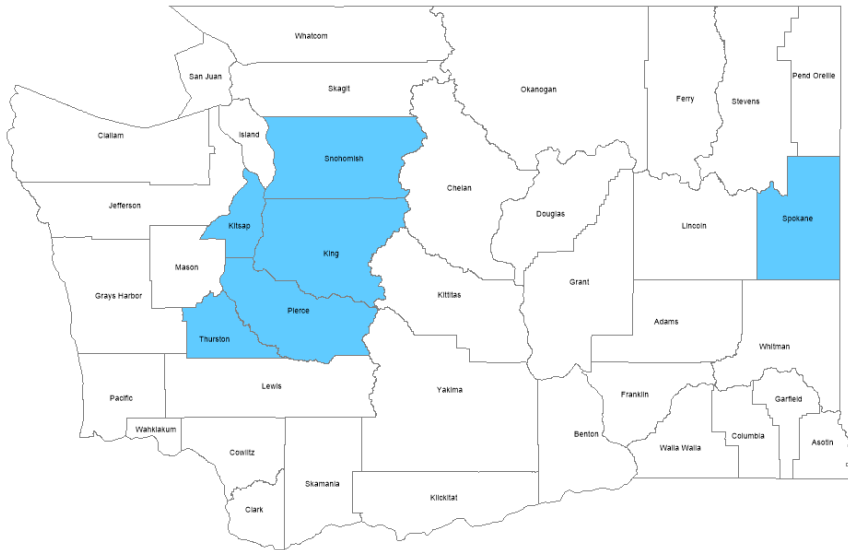 Whatcom
San Juan
Skagit
Okanogan
Ferry
Stevens
Pend Oreille
Clallam
Island
Snohomish
Chelan
Jefferson
Kitsap
King
Douglas
Lincoln
Spokane
Mason
Grays Harbor
Kittitas
Grant
Pierce
Thurston
Adams
Whitman
Lewis
Yakima
Pacific
Wahkiakum
Franklin
Garfield
Benton
Walla Walla
Columbia
Asotin
Cowlitz
Skamania
Klickitat
Clark